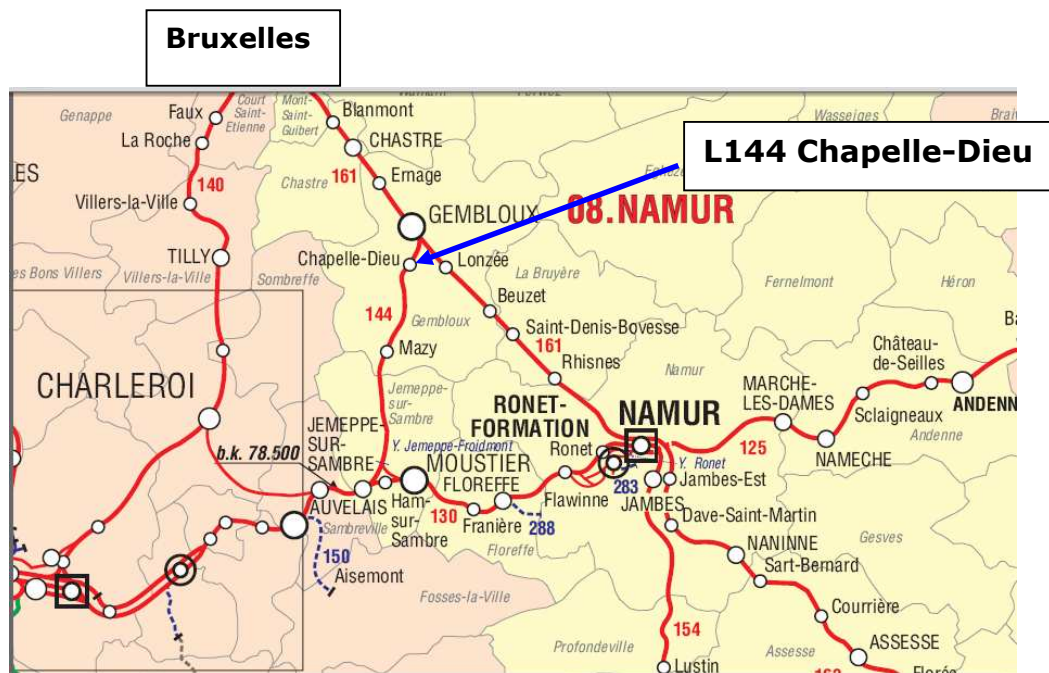 Bruxelles
L144 Chapelle-Dieu
Genappe
Faux
Court
Saint-
Etienne
Mont-
Saint-
Guibert
Blanmont
Wasseiges
La Roche
CHASTRE
Chastre
161
Ernage
140
Villers-la-Ville
GEMBLOUX
08.NAMUR
TILLY
Chapelle-Dieu
Lonzée
La Bruyère
es Bons Villers
Villers-la-Ville
Sombreffe
Fernelmont
Héron
Beuzet
144
Gembloux
Saint-Denis-Bovesse
161
Mazy
Rhisnes
Namur
Château-
de-Seilles
CHARLEROI
Jemeppe-
sur-
Sambre
MARCHE-
LES-DAMES
ANDENN
Sclaigneaux
Andenne
RONET-
FORMATION
NAMUR
JEMEPPE-
SUR-
SAMBRE
b.k. 78.500
Y. Jemeppe-Froidmont
MOUSTIER
FLOREFFE
Ronet
Y. Ronet
125
NAMECHE
283
Jambes-Est
JAMBES
AUVELAIS
Ham-
sur-
Sambre
130
Franière
Flawinne
288
Dave-Saint-Martin
Sambreville
150
Aisemont
Floreffe
NANINNE
Gesves
Sart-Bernard
Fosses-la-Ville
Courrière
154
Profondeville
Assesse
ASSESSE
Lustin